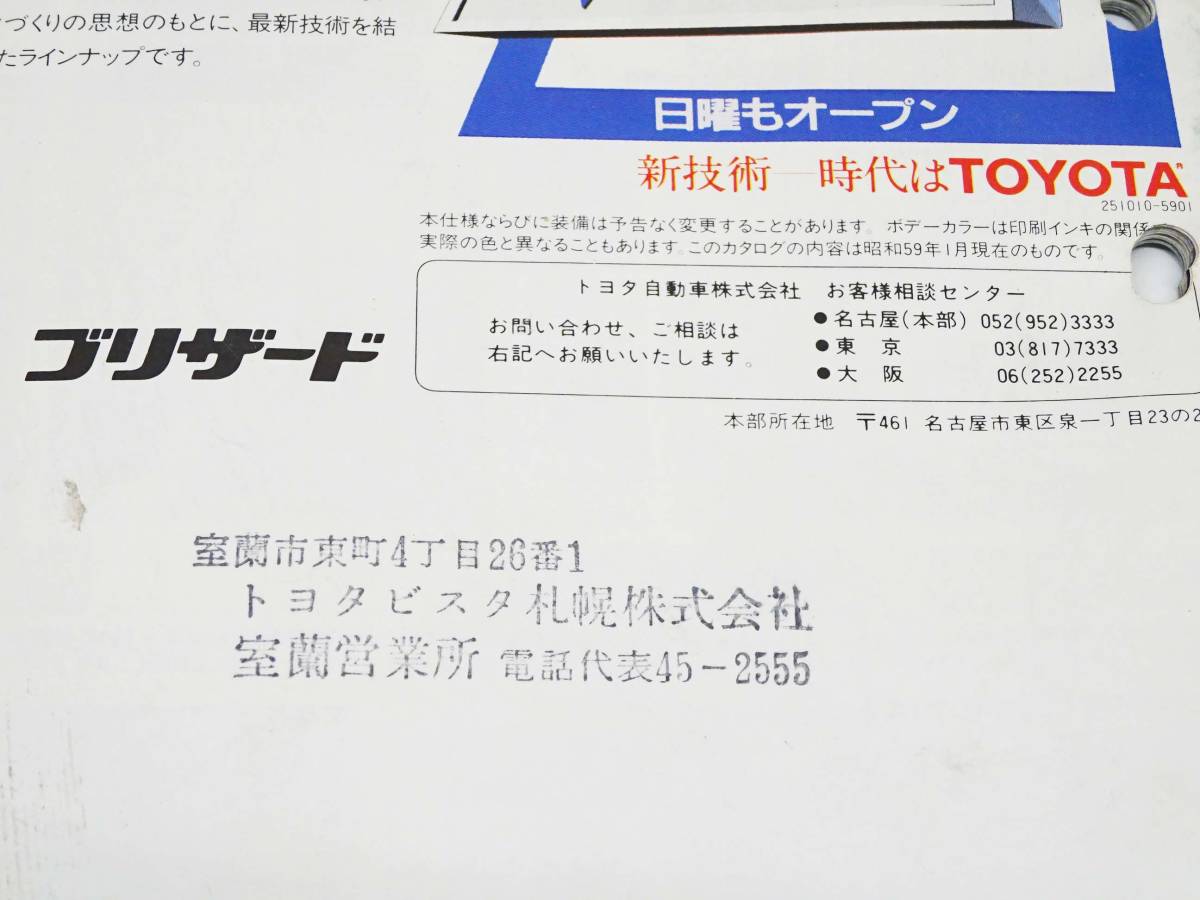 づくりの思想のもとに、最新技術を結
たラインナップです。
日曜もオープン
新技術―時代はTOYOTA
251010-5901
本仕様ならびに装備は予告なく変更することがあります。ボデーカラーは印刷インキの関係
実際の色と異なることもあります。このカタログの内容は昭和59年1月現在のものです。
トヨタ自動車株式会社 お客様相談センター
お問い合わせ、ご相談は
右記へお願いいたします。
●名古屋(本部) 052(952)3333
●東京 03(817)7333
●大阪 06(252)2255
本部所在地 〒461 名古屋市東区泉一丁目23の2
ブリザード
室蘭市東町4丁目26番1
トヨタビスタ札幌株式会社
室蘭営業所 電話代表45-2555